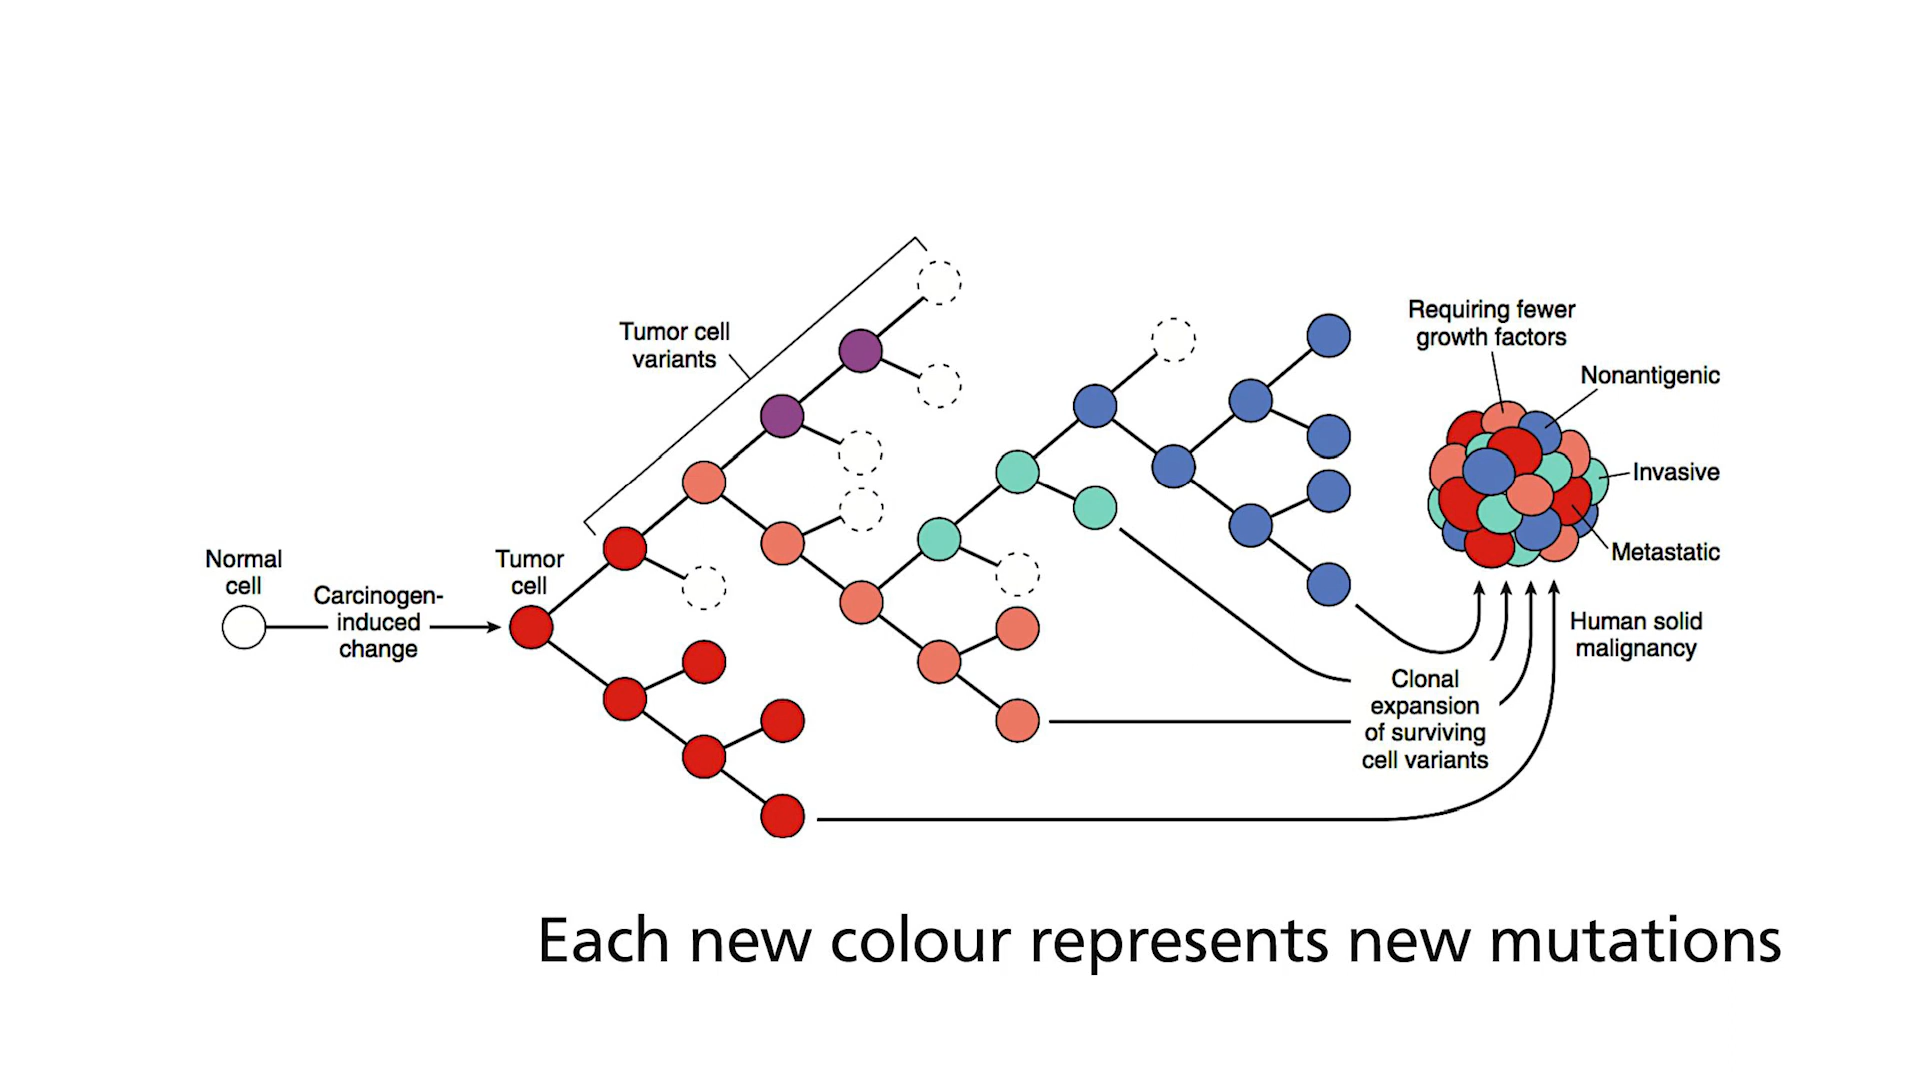 Normal
cell
Carcinogen-
induced
change
Tumor
cell
Tumor cell
variants
Requiring fewer
growth factors
Nonantigenic
Invasive
Metastatic
Human solid
malignancy
Clonal
expansion
of surviving
cell variants
Each new colour represents new mutations